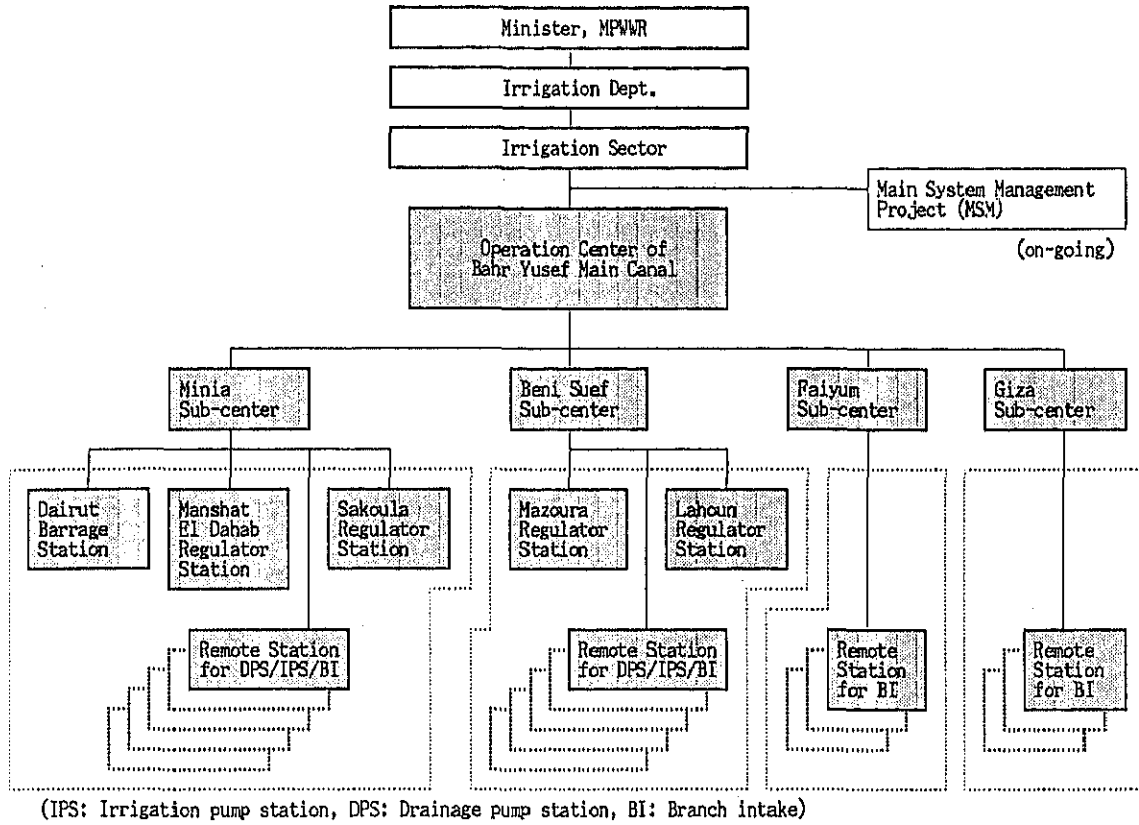 Minister, MPWWR
Irrigation Dept.
Irrigation Sector
Main System Management
Project (MSM)
(on-going)
Operation Center of
Bahr Yusef Main Canal
Minia
Sub-center
Beni Suef
Sub-center
Faiyum
Sub-center
Giza
Sub-center
Dairut
Barrage
Station
Manshat
El Dahab
Regulator
Station
Sakoula
Regulator
Station
Mazoura
Regulator
Station
Lahoun
Regulator
Station
Remote Station
for DPS/IPS/BI
Remote Station
for DPS/IPS/BI
Remote
Station
for BI
Remote
Station
for BI
(IPS: Irrigation pump station, DPS: Drainage pump station, BI: Branch intake)